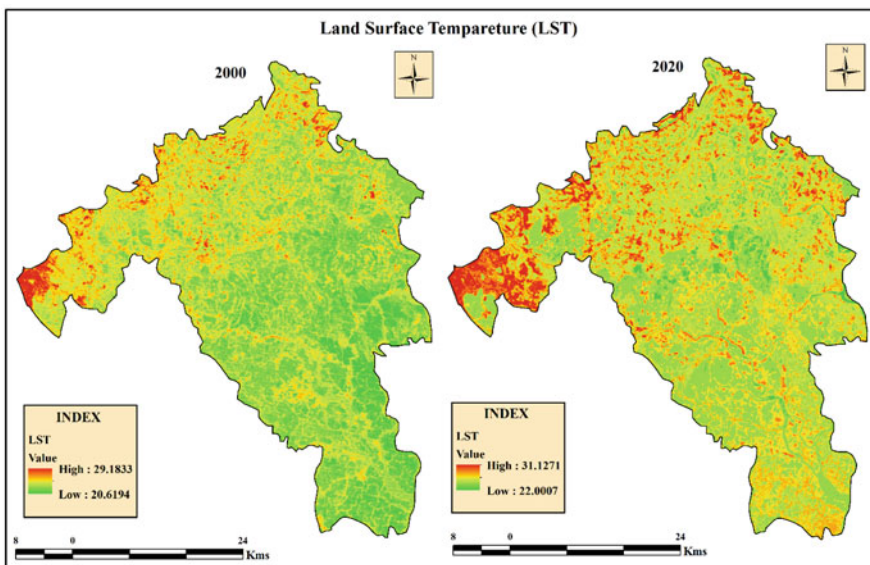 Land Surface Tempareture (LST)
2000
N
INDEX
LST
Value
High : 29.1833
Low : 20.6194
8 0 24
Kms
2020
N
INDEX
LST
Value
High : 31.1271
Low : 22.0007
8 0 24
Kms